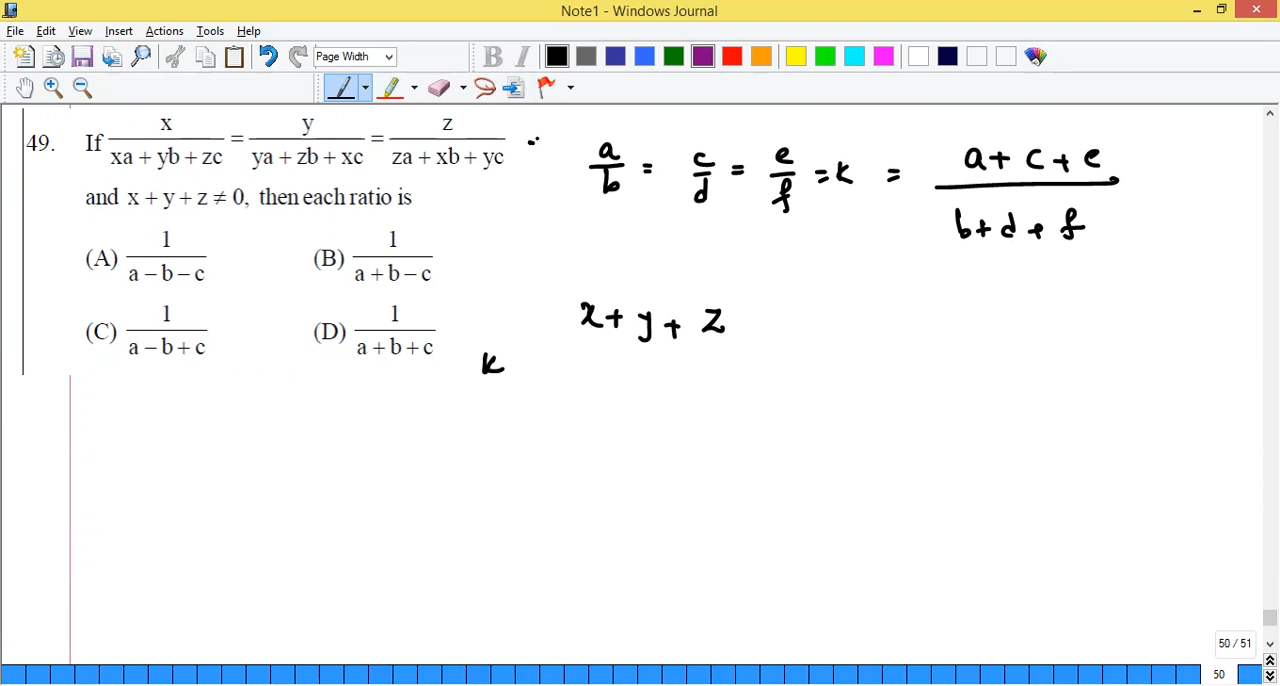 Note1 - Windows Journal
File Edit View Insert Actions Tools Help
Page Width
B I
49. If x/(xa + yb + zc) = y/(ya + zb + xc) = z/(za + xb + yc)
and x + y + z ≠ 0, then each ratio is
(A) 1/(a − b − c) (B) 1/(a + b − c)
(C) 1/(a − b + c) (D) 1/(a + b + c)
a/b = c/d = e/f = k = (a + c + e)/(b + d + f)
x + y + z
k
50 / 51
50